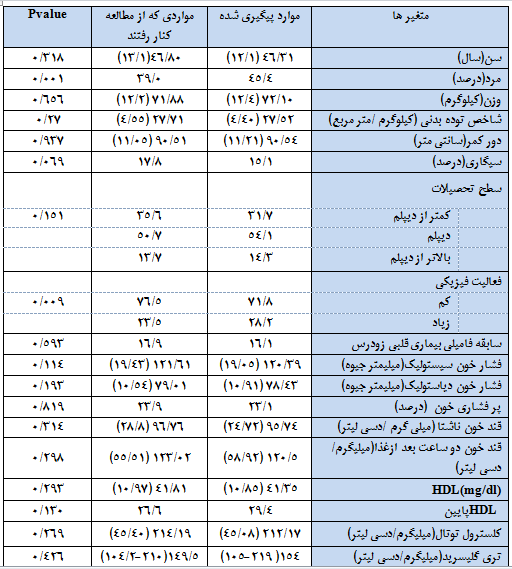 متغیر ها موارد پیگیری شده مواردی که از مطالعه Pvalue
کنار رفتند
سن(سال) ۴۶/۳۱(۱۲/۱) ۴۶/۸۰(۱۳/۱) ۰/۳۱۸
مرد(درصد) ۴۵/۴ ۳۹/۰ ۰/۰۰۱
وزن(کیلوگرم) ۷۲/۱۰(۱۲/۴) ۷۱/۸۸(۱۲/۲) ۰/۶۵۶
شاخص توده بدنی (کیلوگرم /متر مربع) ۲۷/۵۲(۴/۴۰) ۲۷/۷۱(۴/۵۵) ۰/۲۷
دور کمر(سانتی متر) ۹۰/۵۴(۱۱/۲۱) ۹۰/۵۱(۱۱/۰۵) ۰/۹۳۷
سیگاری(درصد) ۱۵/۱ ۱۷/۸ ۰/۰۶۹
سطح تحصیلات
کمتر از دیپلم ۳۱/۷ ۳۵/۶ ۰/۱۵۱
دیپلم ۵۴/۱ ۵۰/۷
بالاتر از دیپلم ۱۴/۳ ۱۳/۷
فعالیت فیزیکی
کم ۷۱/۸ ۷۶/۵ ۰/۰۰۹
زیاد ۲۸/۲ ۲۳/۵
سابقه فامیلی بیماری قلبی زودرس ۱۶/۱ ۱۶/۹ ۰/۵۹۳
فشار خون سیستولیک(میلیمتر جیوه) ۱۲۰/۳۹ (۱۹/۰۵) ۱۲۱/۶۱ (۱۹/۴۳) ۰/۱۱۴
فشار خون دیاستولیک(میلیمتر جیوه) ۷۸/۴۳ (۱۰/۹۱) ۷۹/۰۱ (۱۰/۵۴) ۰/۱۹۳
پر فشاری خون (درصد) ۲۳/۱ ۲۳/۹ ۰/۸۱۹
قند خون ناشتا (میلی گرم /دسی لیتر) ۹۵/۷۴ (۲۴/۷۲) ۹۶/۷۶ (۲۸/۸) ۰/۳۱۴
قند خون دو ساعت بعد ازغذا(میلیگرم/ ۱۲۰/۵ (۵۸/۹۲) ۱۲۳/۰۲ (۵۵/۵۱) ۰/۲۹۸
دسی لیتر)
HDL(mg/dl) ۴۱/۳۵ (۱۰/۸۵) ۴۱/۸۱ (۱۰/۹۷) ۰/۲۹۳
HDLپایین ۲۹/۴ ۲۶/۶ ۰/۱۳۰
کلسترول توتال(میلیگرم/دسی لیتر) ۲۱۲/۱۷ (۴۵/۰۸) ۲۱۴/۱۹ (۴۵/۴۰) ۰/۲۶۹
تری گلیسرید(میلیگرم/دسی لیتر) ۱۵۴ (۲۱۹-۱۰۵) ۱۴۹/۵(۲۱۰-۱۰۴/۲) ۰/۴۲۶